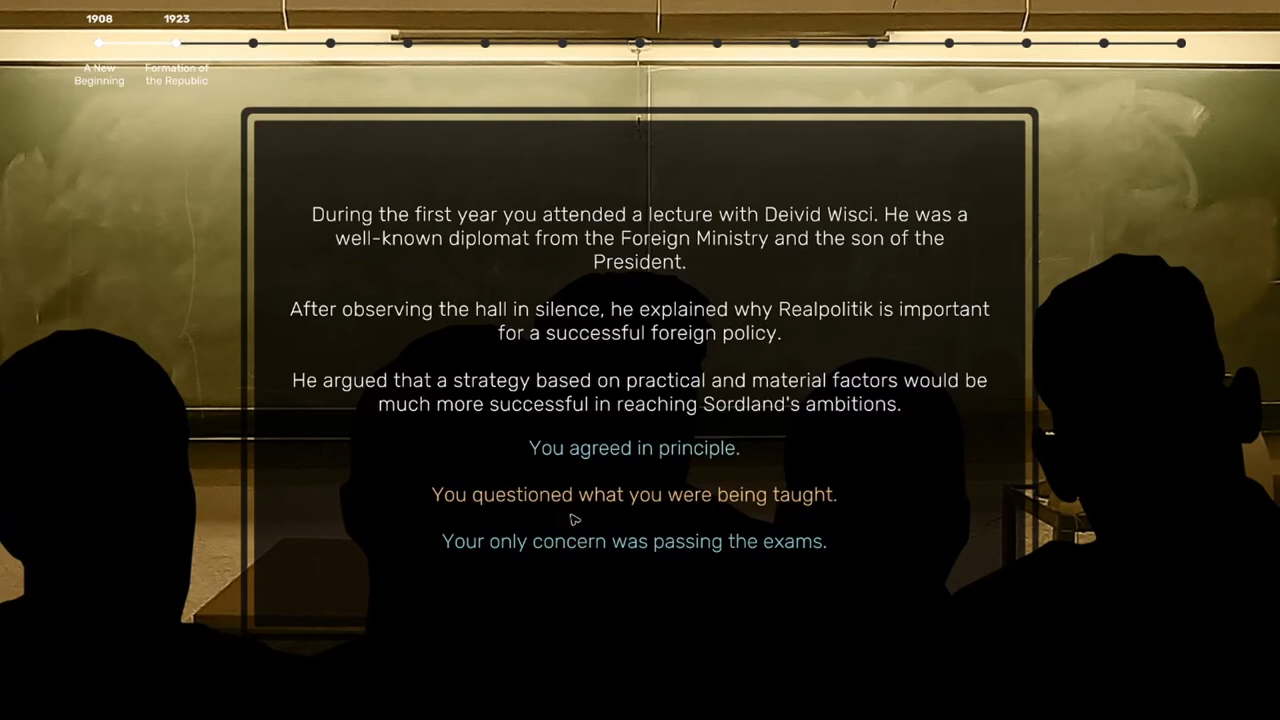 1908
1923
A New
Beginning
Formation of
the Republic
During the first year you attended a lecture with Deivid Wisci. He was a
well-known diplomat from the Foreign Ministry and the son of the
President.
After observing the hall in silence, he explained why Realpolitik is important
for a successful foreign policy.
He argued that a strategy based on practical and material factors would be
much more successful in reaching Sordland's ambitions.
You agreed in principle.
You questioned what you were being taught.
Your only concern was passing the exams.